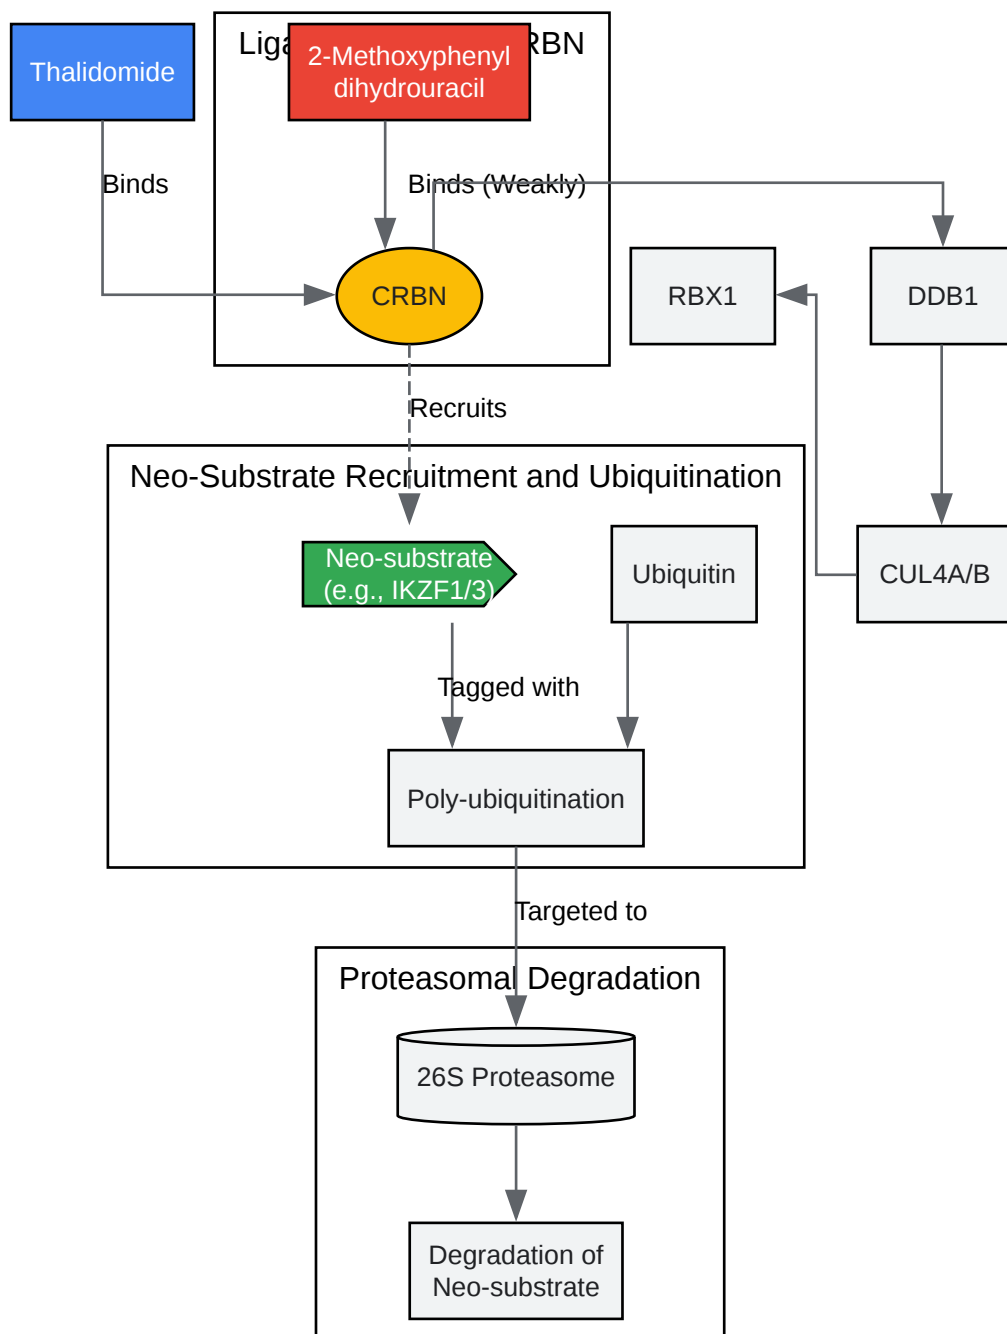 Thalidomide
Liga
RBN
2-Methoxyphenyl
dihydrouracil
Binds
Binds (Weakly)
CRBN
RBX1
DDB1
Recruits
Neo-Substrate Recruitment and Ubiquitination
Neo-substrate
(e.g., IKZF1/3)
Ubiquitin
CUL4A/B
Tagged with
Poly-ubiquitination
Targeted to
Proteasomal Degradation
26S Proteasome
Degradation of
Neo-substrate